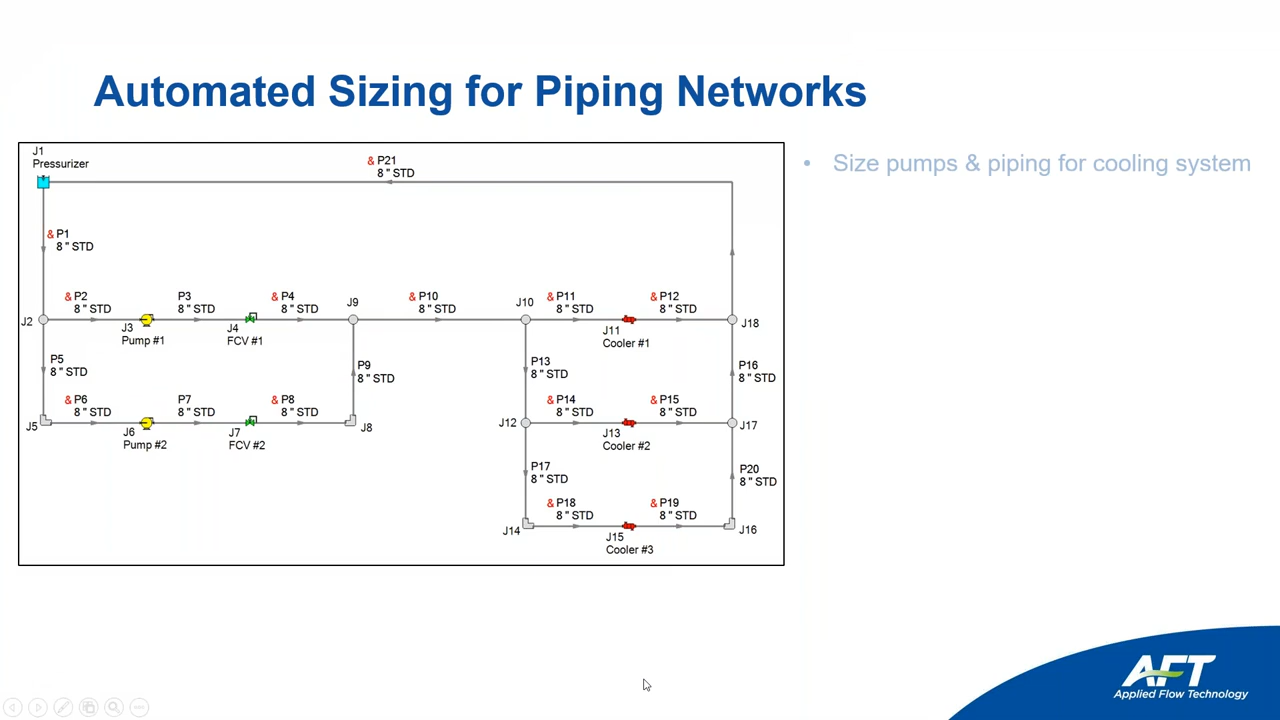 Automated Sizing for Piping Networks
• Size pumps & piping for cooling system
J1
Pressurizer
& P21
8 " STD
& P1
8 " STD
& P2
8 " STD
P3
8 " STD
& P4
8 " STD
J9
& P10
8 " STD
J10
& P11
8 " STD
& P12
8 " STD
J2
J3
Pump #1
J4
FCV #1
J11
Cooler #1
J18
P5
8 " STD
P9
8 " STD
P13
8 " STD
P16
8 " STD
& P6
8 " STD
P7
8 " STD
& P8
8 " STD
& P14
8 " STD
& P15
8 " STD
J5
J6
Pump #2
J7
FCV #2
J8
J12
J13
Cooler #2
J17
P17
8 " STD
P20
8 " STD
& P18
8 " STD
& P19
8 " STD
J14
J15
Cooler #3
J16
AFT
Applied Flow Technology